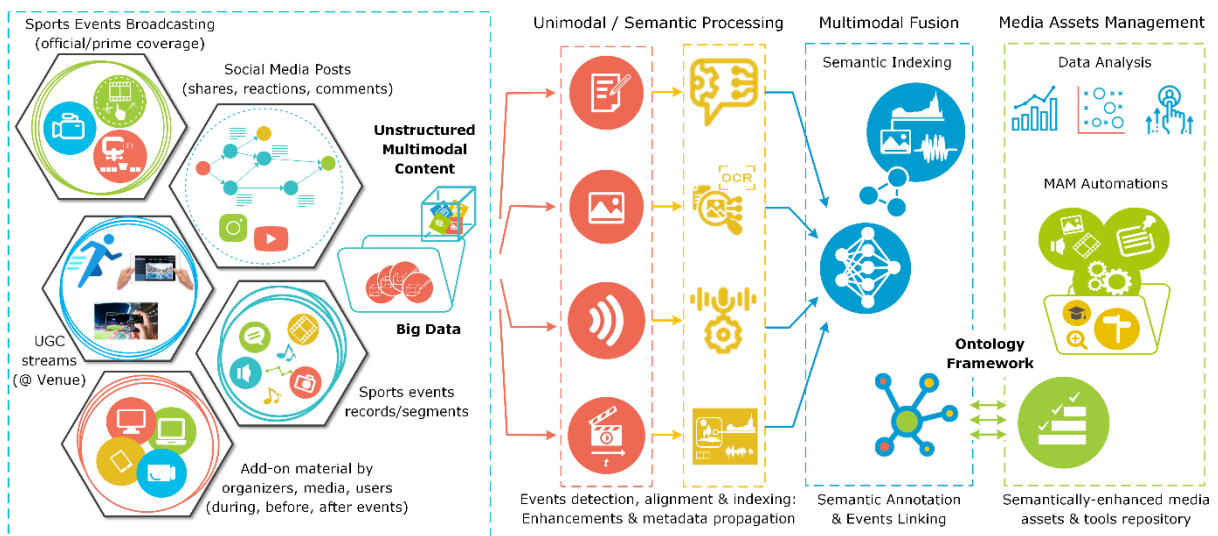 Sports Events Broadcasting
(official/prime coverage)
Social Media Posts
(shares, reactions, comments)
Unstructured
Multimodal
Content
Big Data
UGC
streams
(@ Venue)
Sports events
records/segments
Add-on material by
organizers, media, users
(during, before, after events)
Unimodal / Semantic Processing
OCR
t
Events detection, alignment & indexing:
Enhancements & metadata propagation
Multimodal Fusion
Semantic Indexing
Ontology
Framework
Semantic Annotation
& Events Linking
Media Assets Management
Data Analysis
MAM Automations
Semantically-enhanced media
assets & tools repository